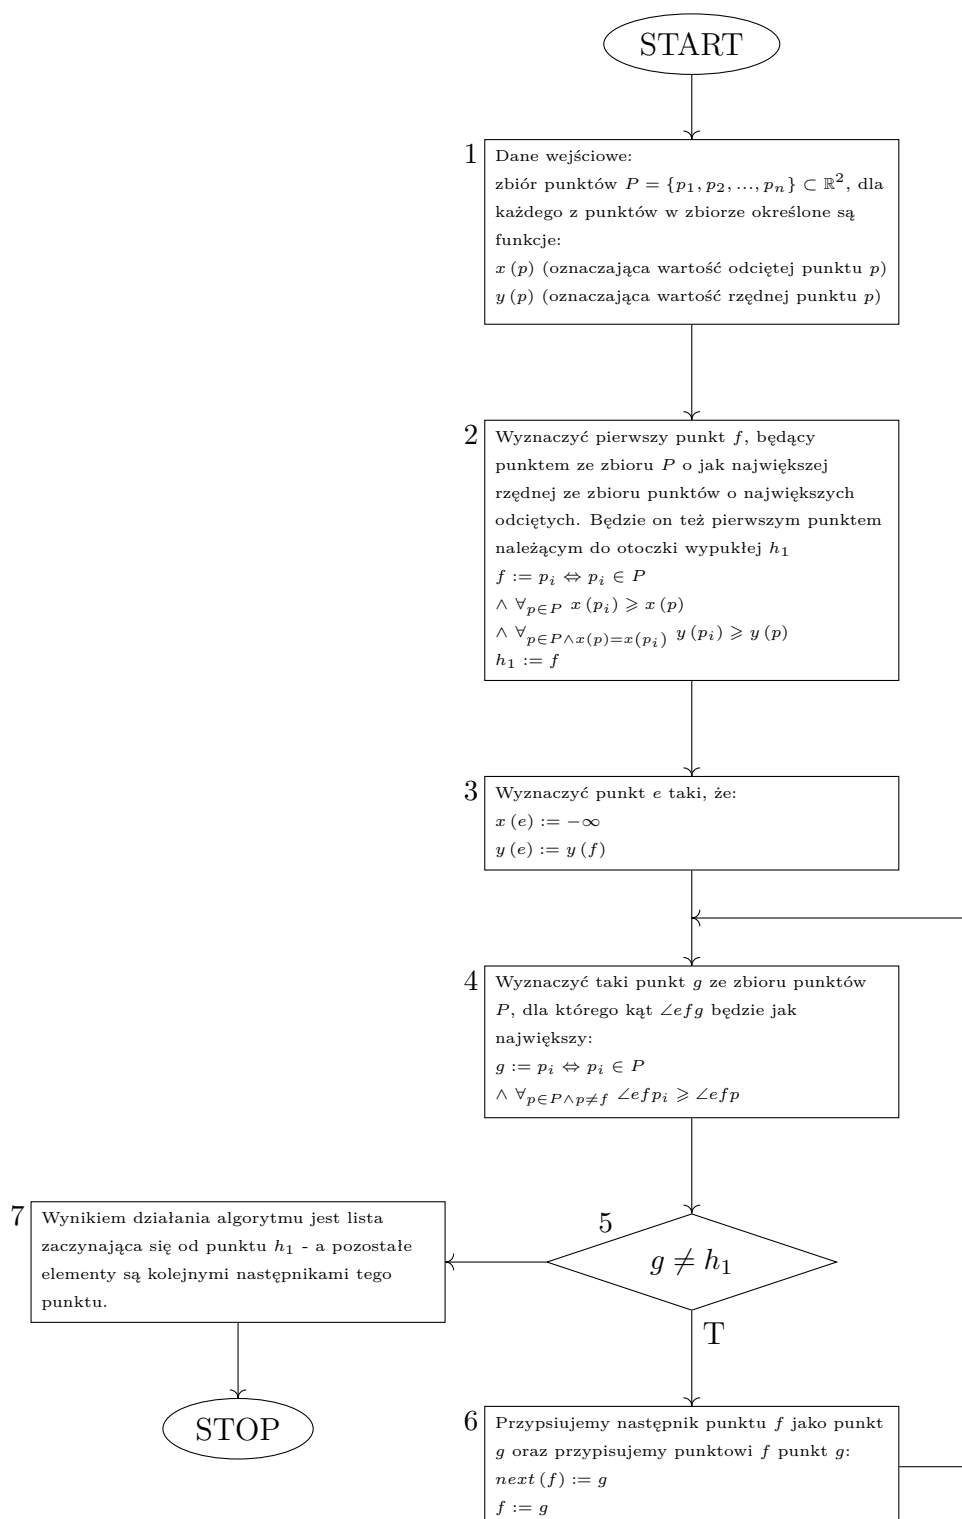 START
1
Dane wejściowe:
zbiór punktów P = {p₁, p₂, ..., pₙ} ⊂ ℝ², dla
każdego z punktów w zbiorze określone są
funkcje:
x (p) (oznaczająca wartość odciętej punktu p)
y (p) (oznaczająca wartość rzędnej punktu p)
2
Wyznaczyć pierwszy punkt f, będący
punktem ze zbioru P o jak największej
rzędnej ze zbioru punktów o największych
odciętych. Będzie on też pierwszym punktem
należącym do otoczki wypukłej h₁
f := pᵢ ⇔ pᵢ ∈ P
∧ ∀_{p∈P} x (pᵢ) ⩾ x (p)
∧ ∀_{p∈P∧x(p)=x(pᵢ)} y (pᵢ) ⩾ y (p)
h₁ := f
3
Wyznaczyć punkt e taki, że:
x (e) := −∞
y (e) := y (f)
4
Wyznaczyć taki punkt g ze zbioru punktów
P, dla którego kąt ∠efg będzie jak
największy:
g := pᵢ ⇔ pᵢ ∈ P
∧ ∀_{p∈P∧p≠f} ∠efpᵢ ⩾ ∠efp
5
g ≠ h₁
T
7
Wynikiem działania algorytmu jest lista
zaczynająca się od punktu h₁ - a pozostałe
elementy są kolejnymi następnikami tego
punktu.
STOP
6
Przypsiujemy następnik punktu f jako punkt
g oraz przypisujemy punktowi f punkt g:
next (f) := g
f := g